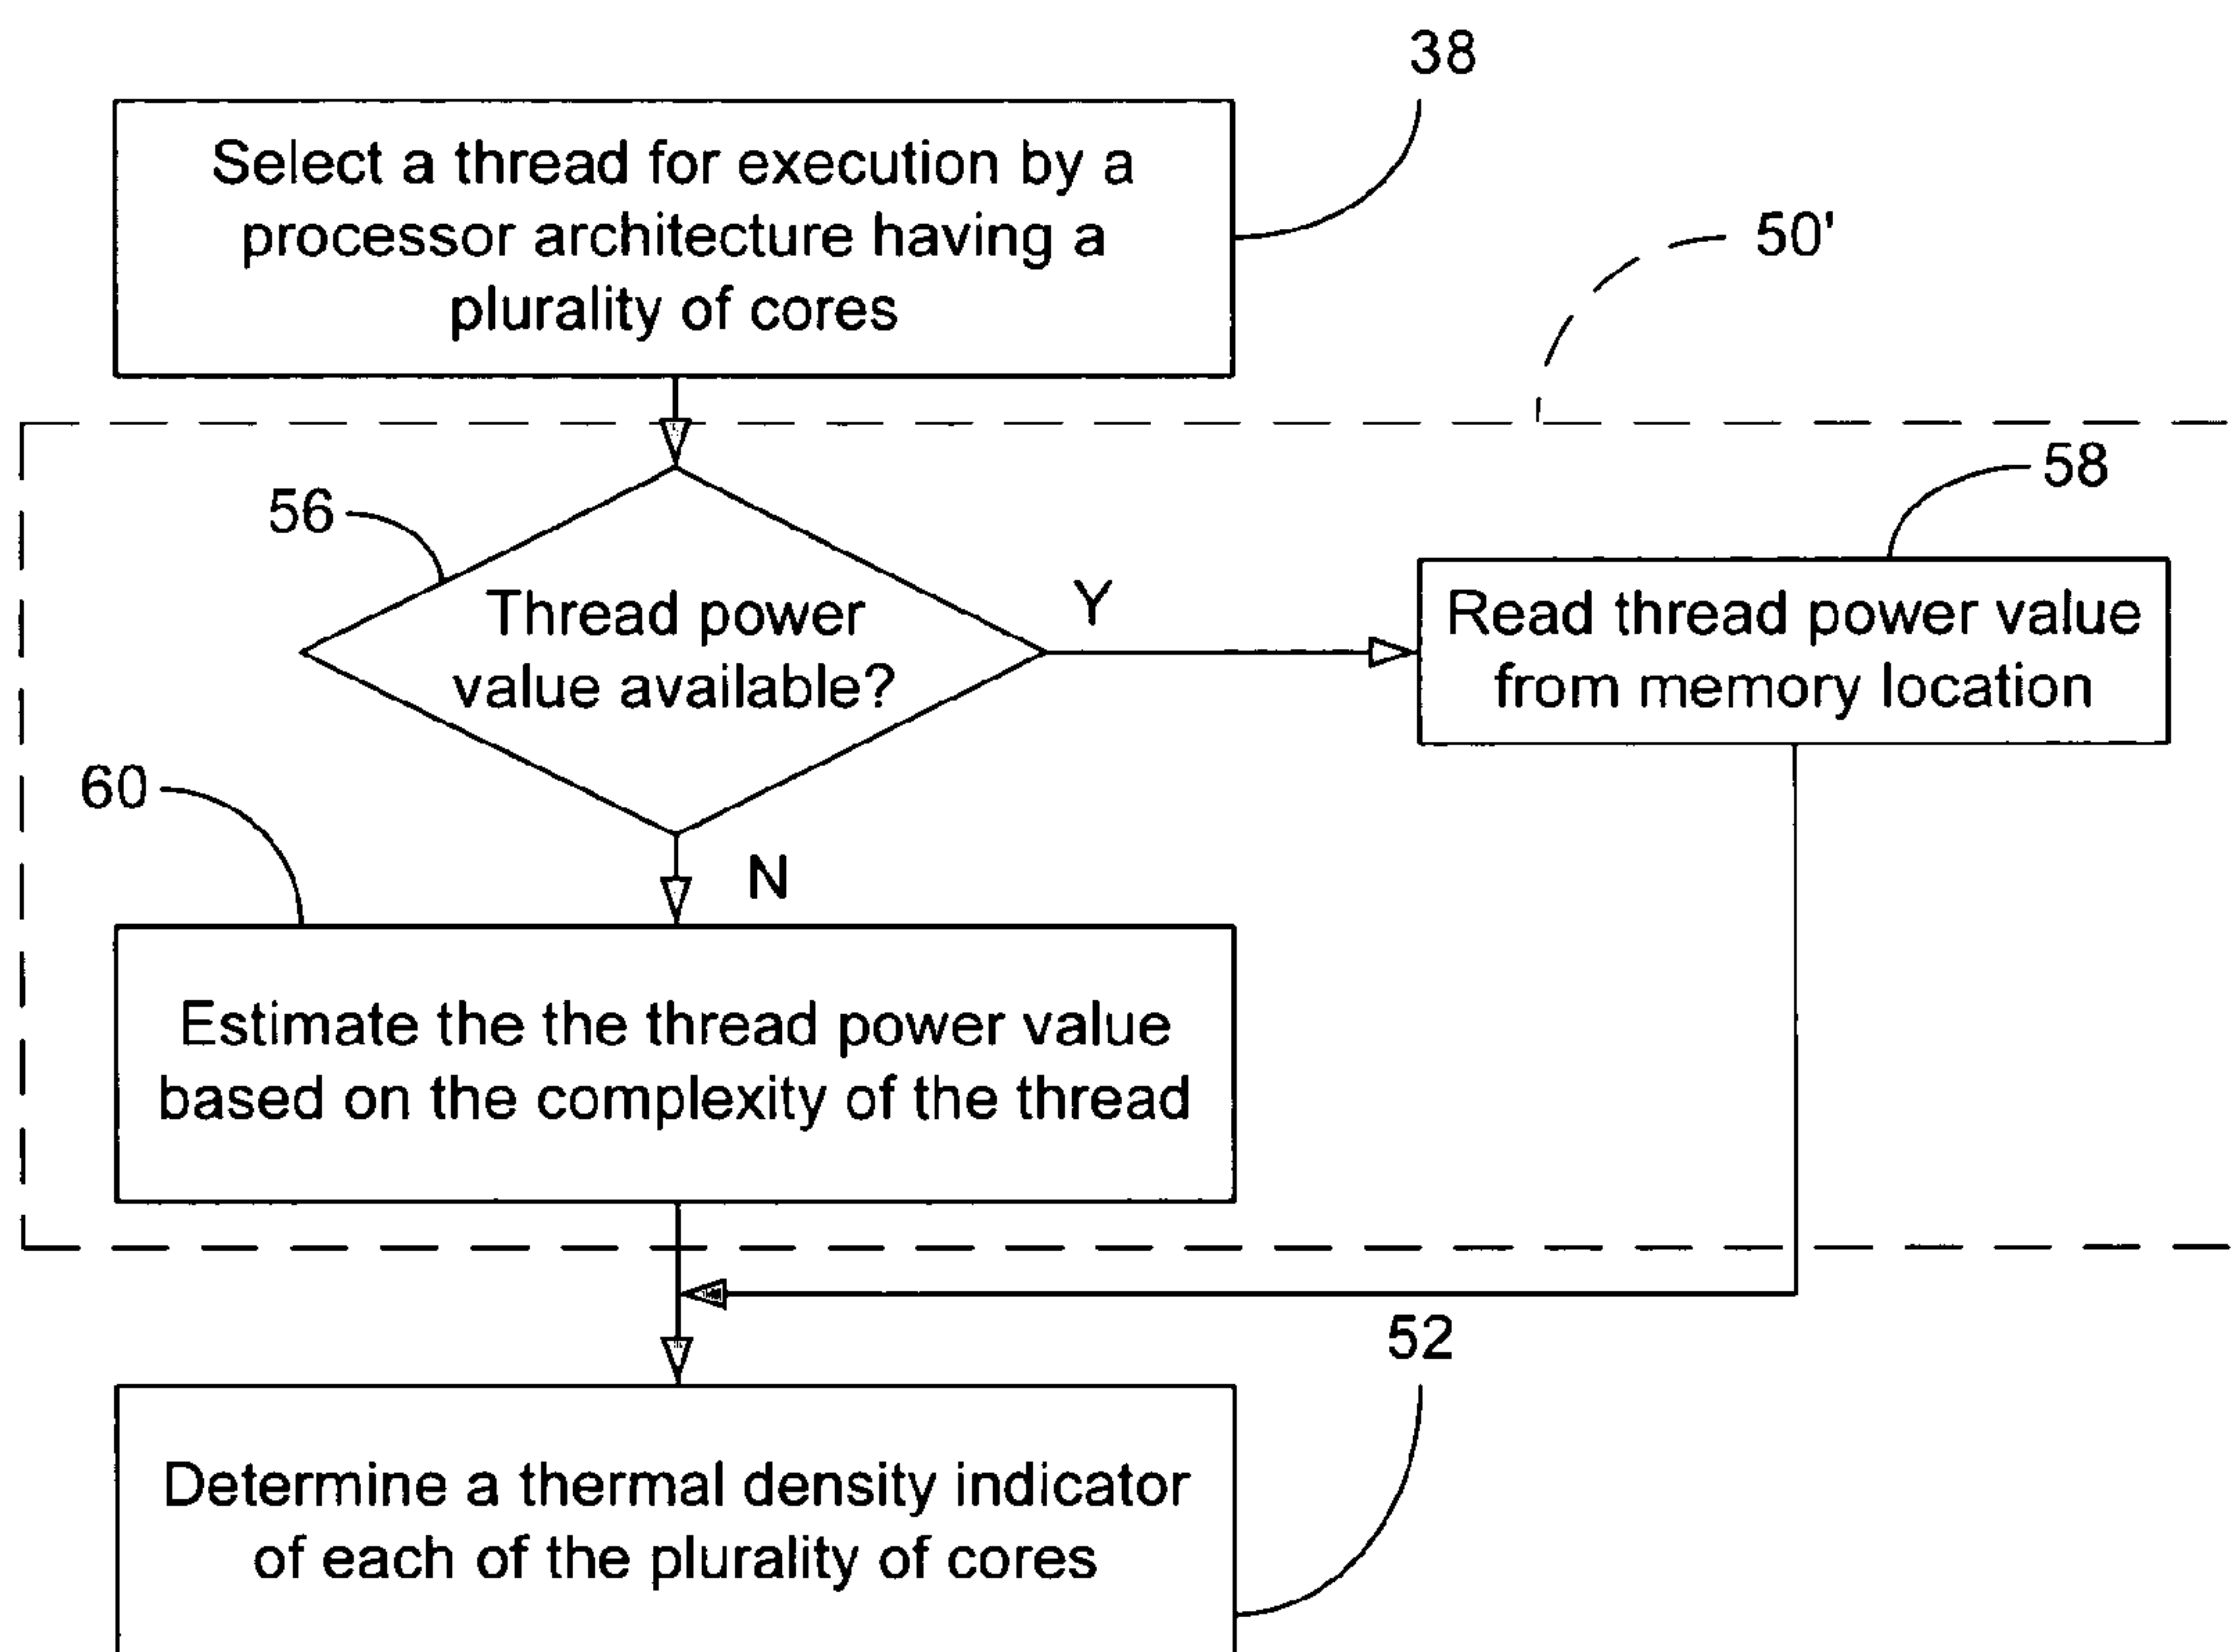 38
Select a thread for execution by a
processor architecture having a
plurality of cores
50'
58
56
Thread power
value available?
Y
Read thread power value
from memory location
60
N
Estimate the the thread power value
based on the complexity of the thread
52
Determine a thermal density indicator
of each of the plurality of cores